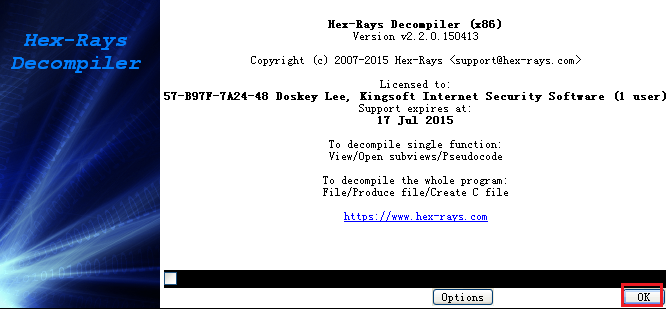 Hex-Rays
Decompiler
Hex-Rays Decompiler (x86)
Version v2.2.0.150413
Copyright (c) 2007-2015 Hex-Rays <support@hex-rays.com>
Licensed to:
57-B97F-7A24-48 Doskey Lee, Kingsoft Internet Security Software (1 user)
Support expires at:
17 Jul 2015
To decompile single function:
View/Open subviews/Pseudocode
To decompile the whole program:
File/Produce file/Create C file
https://www.hex-rays.com
Options
OK